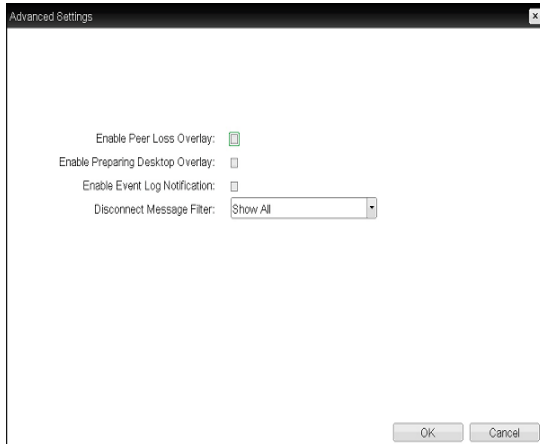 Advanced Settings
x
Enable Peer Loss Overlay:
Enable Preparing Desktop Overlay:
Enable Event Log Notification:
Disconnect Message Filter: Show All
OK Cancel